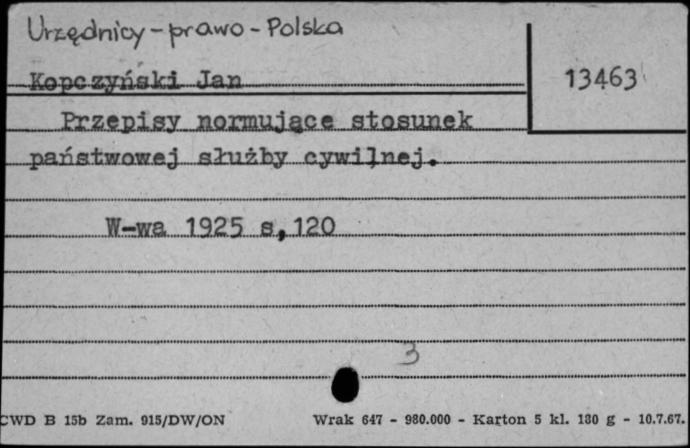 Urzędnicy - prawo - Polska
Kopczyński Jan
13463
Przepisy normujące stosunek
państwowej służby cywilnej.
W-wa 1925 s,120
3
CWD B 15b Zam. 915/DW/ON
Wrak 647 - 980.000 - Karton 5 kl. 180 g - 10.7.67.